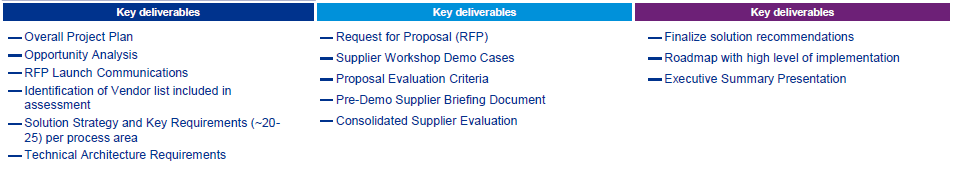 Key deliverables
— Overall Project Plan
— Opportunity Analysis
— RFP Launch Communications
— Identification of Vendor list included in
assessment
— Solution Strategy and Key Requirements (~20-
25) per process area
— Technical Architecture Requirements
Key deliverables
— Request for Proposal (RFP)
— Supplier Workshop Demo Cases
— Proposal Evaluation Criteria
— Pre-Demo Supplier Briefing Document
— Consolidated Supplier Evaluation
Key deliverables
— Finalize solution recommendations
— Roadmap with high level of implementation
— Executive Summary Presentation